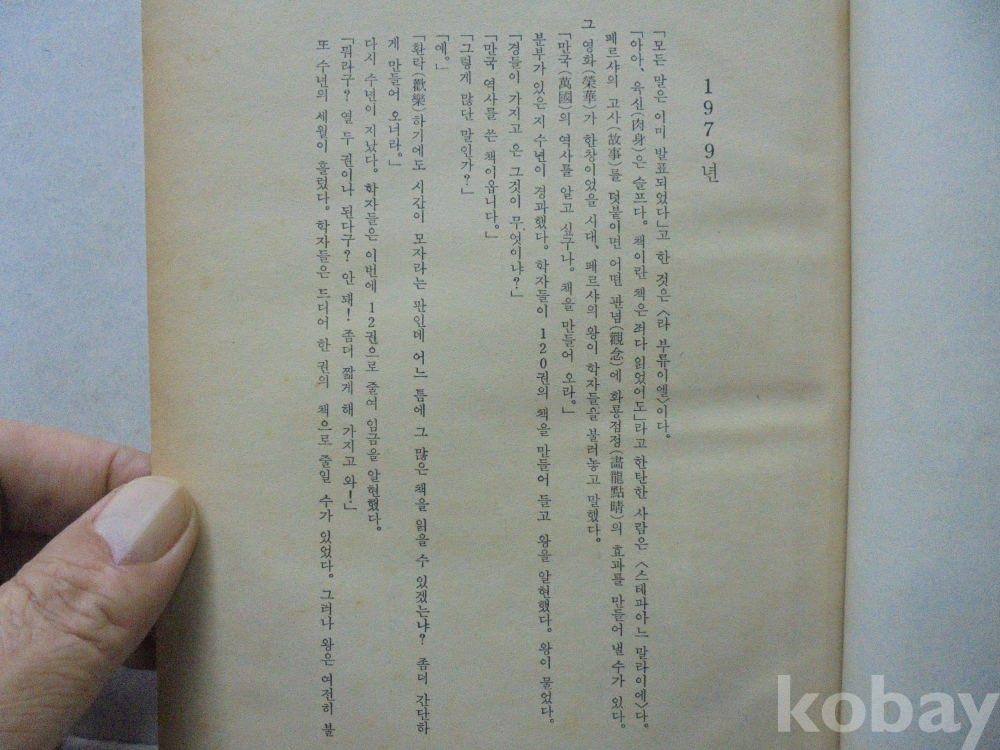 1979년
「모든 말은 이미 발표되었다」고 한 것은〈라 부류이엘〉이다.
「아아, 육신(肉身)은 슬프다. 책이란 책은 죄다 읽었어도」라고 한탄한 사람은〈스테파아느 말라이에〉다.
페르샤의 고사(故事)를 덧붙이면 어떤 관념(觀念)에 화룡점정(畵龍點睛)의 효과를 만들어 낼 수가 있다.
그 영화(榮華)가 한창이었을 시대, 페르샤의 왕이 학자들을 불러놓고 말했다.
「만국(萬國)의 역사를 알고 싶구나. 책을 만들어 오라.」
분부가 있은 지 수년이 경과했다. 학자들이 120권의 책을 만들어 들고 왕을 알현했다. 왕이 물었다.
「경들이 가지고 온 그것이 무엇이냐?」
「만국 역사를 쓴 책이옵니다.」
「그렇게 많단 말인가?」
「예.」
「환락(歡樂)하기에도 시간이 모자라는 판인데 어느 틈에 그 많은 책을 읽을 수 있겠는냐? 좀더 간단하
게 만들어 오너라.」
다시 수년이 지났다. 학자들은 이번에 12권으로 줄여 임금을 알현했다.
「뭐라구? 열 두 권이나 된다구? 안 돼! 좀더 짧게 해 가지고 와!」
또 수년의 세월이 흘렀다. 학자들은 드디어 한 권의 책으로 줄일 수가 있었다. 그러나 왕은 여전히 불
kobay